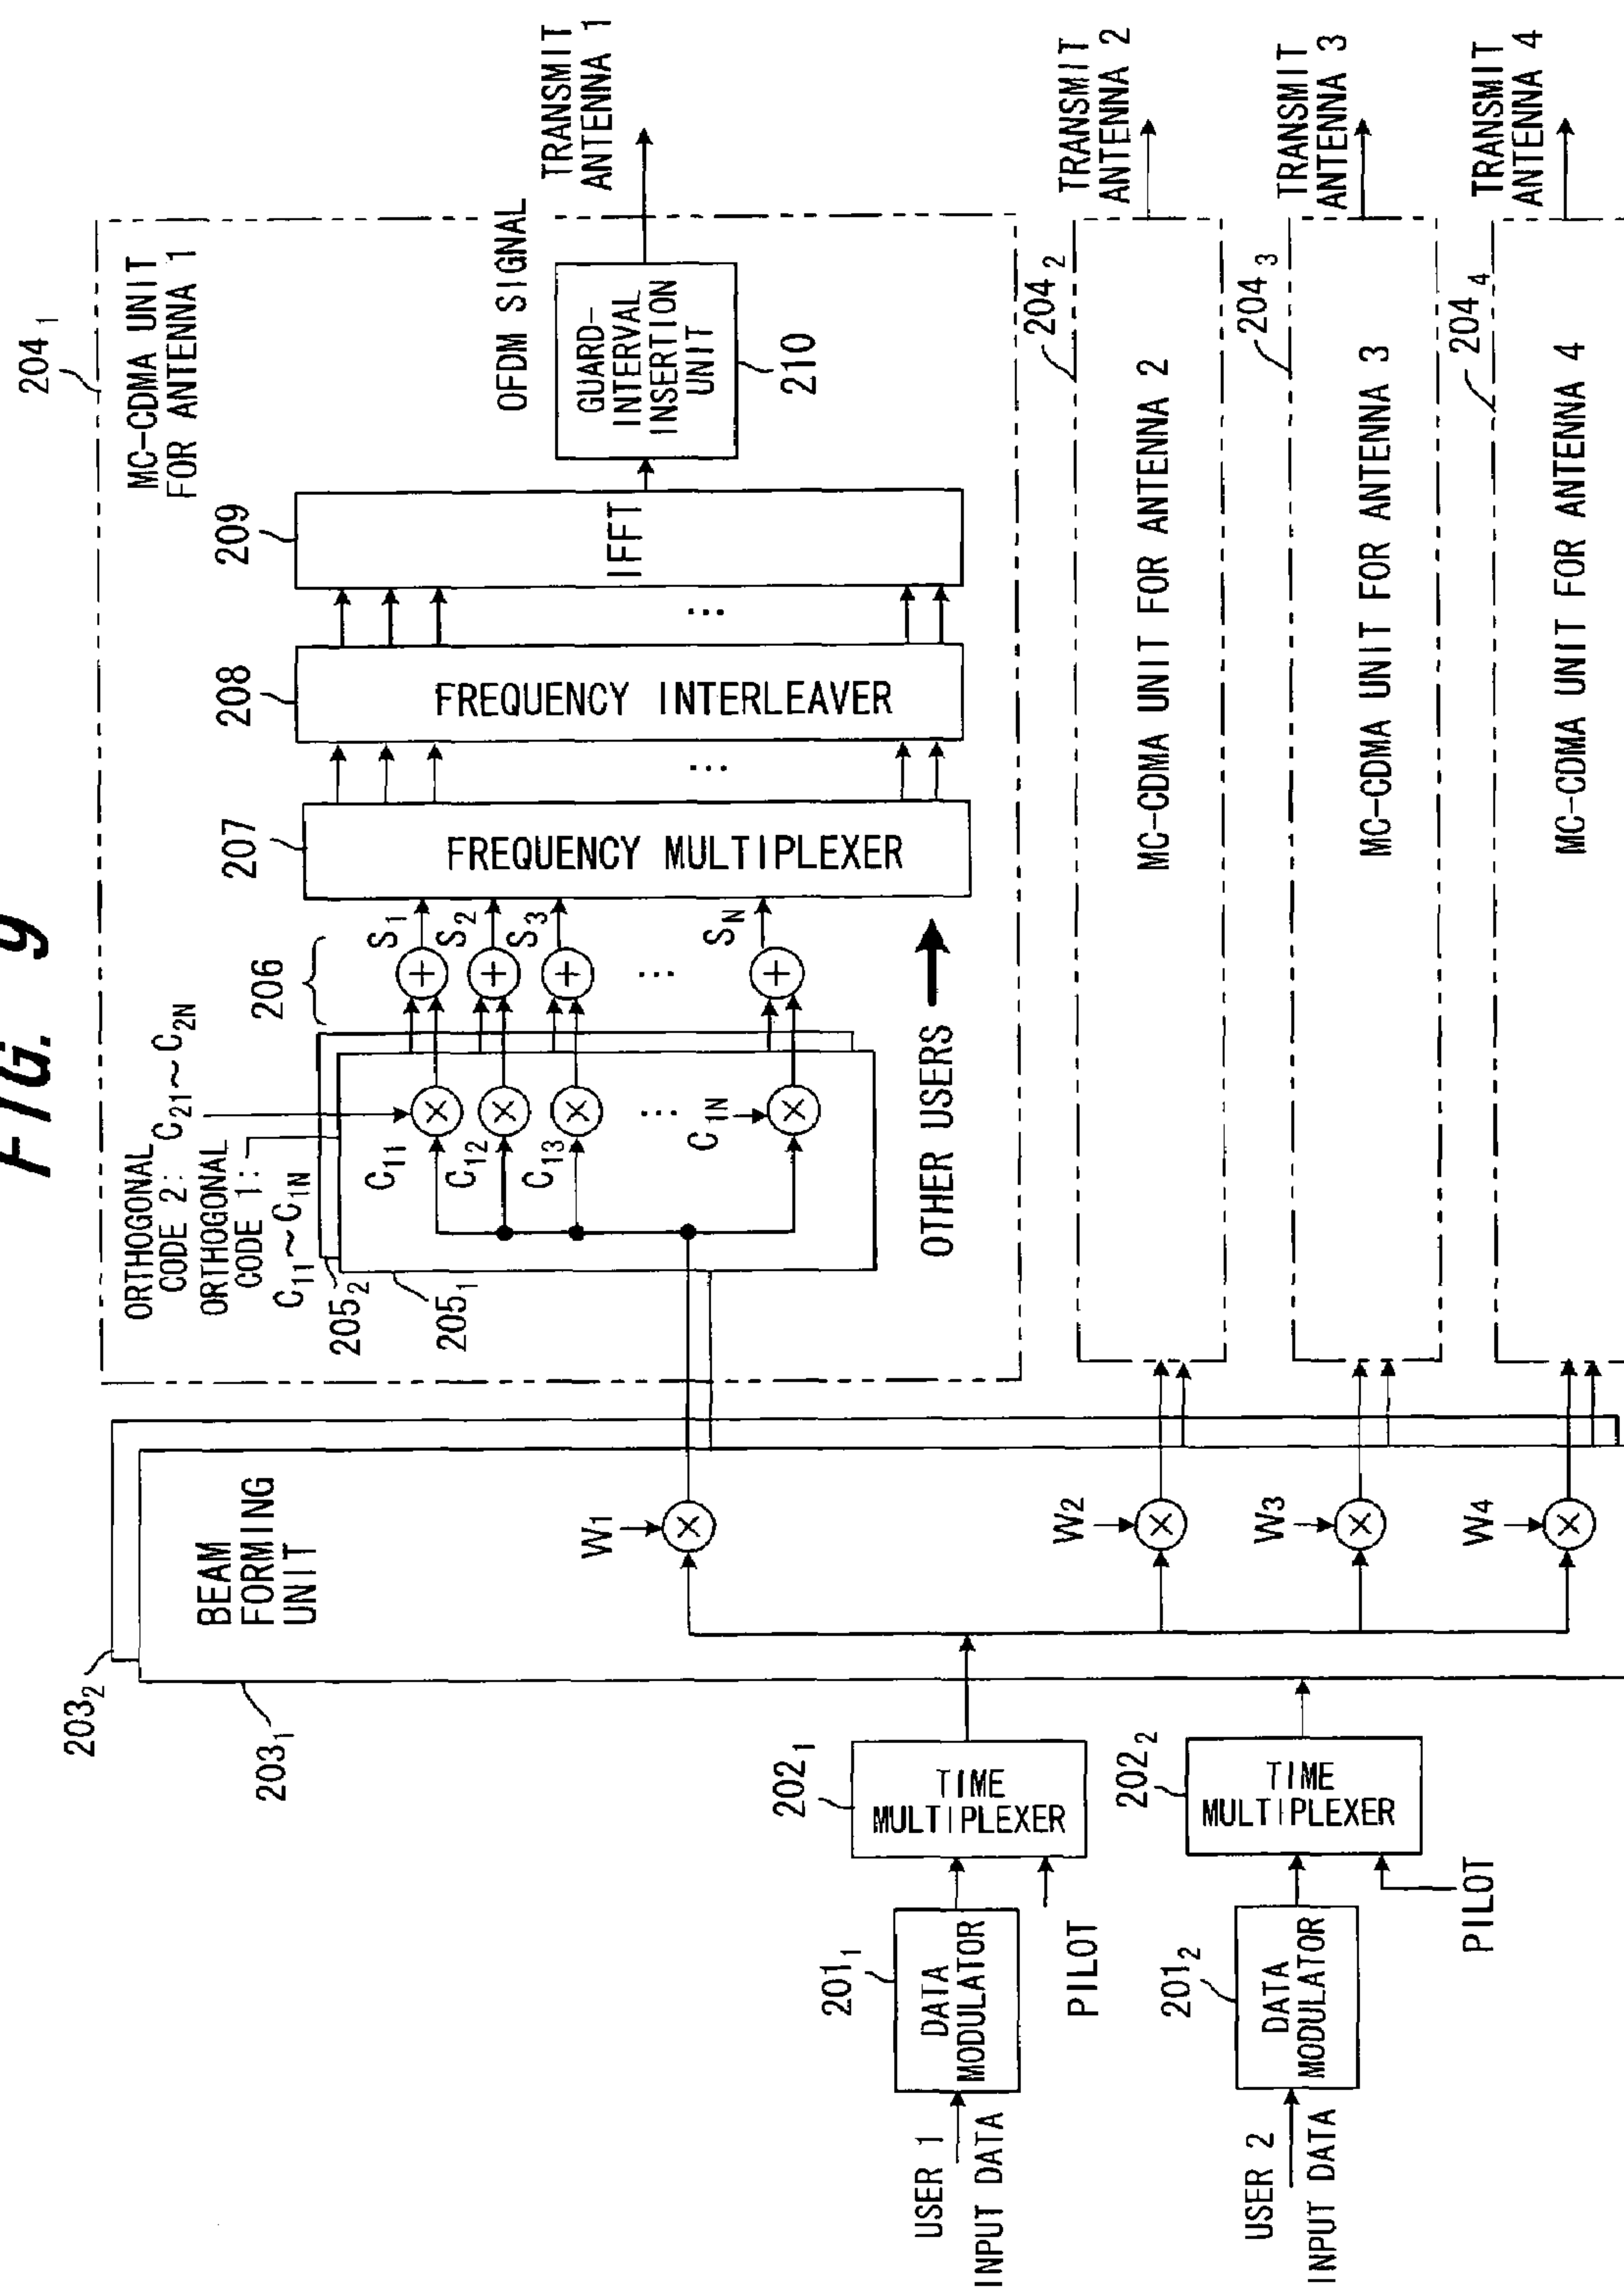 FIG. 9
204₁
MC-CDMA UNIT
FOR ANTENNA 1
ORTHOGONAL
CODE 2: C₂₁~C₂N
ORTHOGONAL
CODE 1:
C₁₁~C₁N
205₂
205₁
C₁₁
C₁₂
C₁₃
...
C₁N
206
S₁
S₂
S₃
...
SN
OTHER USERS
207
FREQUENCY MULTIPLEXER
...
208
FREQUENCY INTERLEAVER
...
209
IFFT
OFDM SIGNAL
GUARD-
INTERVAL
INSERTION
UNIT
210
TRANSMIT
ANTENNA 1
203₂
203₁
BEAM
FORMING
UNIT
W₁
W₂
W₃
W₄
USER 1
INPUT DATA
201₁
DATA
MODULATOR
PILOT
202₁
TIME
MULTIPLEXER
USER 2
INPUT DATA
201₂
DATA
MODULATOR
PILOT
202₂
TIME
MULTIPLEXER
204₂
MC-CDMA UNIT FOR ANTENNA 2
TRANSMIT
ANTENNA 2
204₃
MC-CDMA UNIT FOR ANTENNA 3
TRANSMIT
ANTENNA 3
204₄
MC-CDMA UNIT FOR ANTENNA 4
TRANSMIT
ANTENNA 4